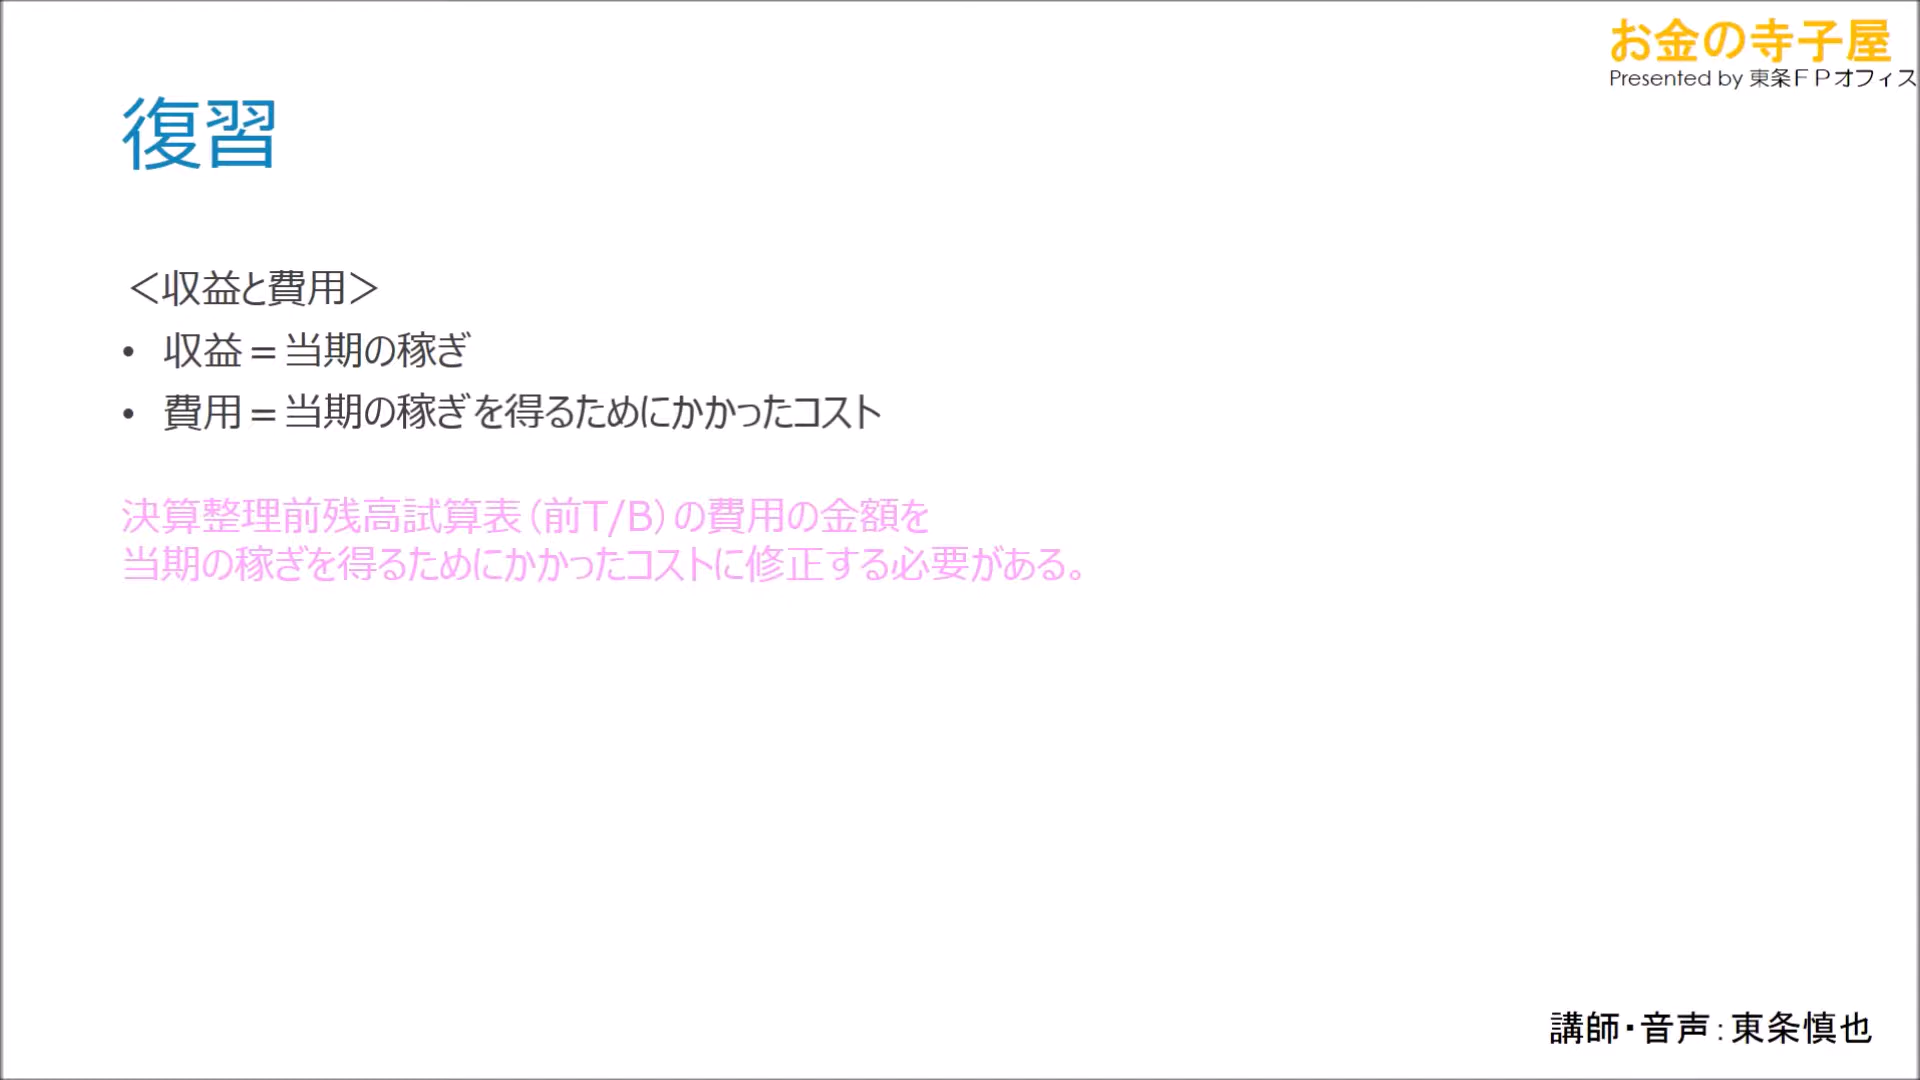 お金の寺子屋
Presented by 東条ＦＰオフィス
復習
＜収益と費用＞
• 収益＝当期の稼ぎ
• 費用＝当期の稼ぎを得るためにかかったコスト
決算整理前残高試算表（前T/B）の費用の金額を
当期の稼ぎを得るためにかかったコストに修正する必要がある。
講師・音声：東条慎也